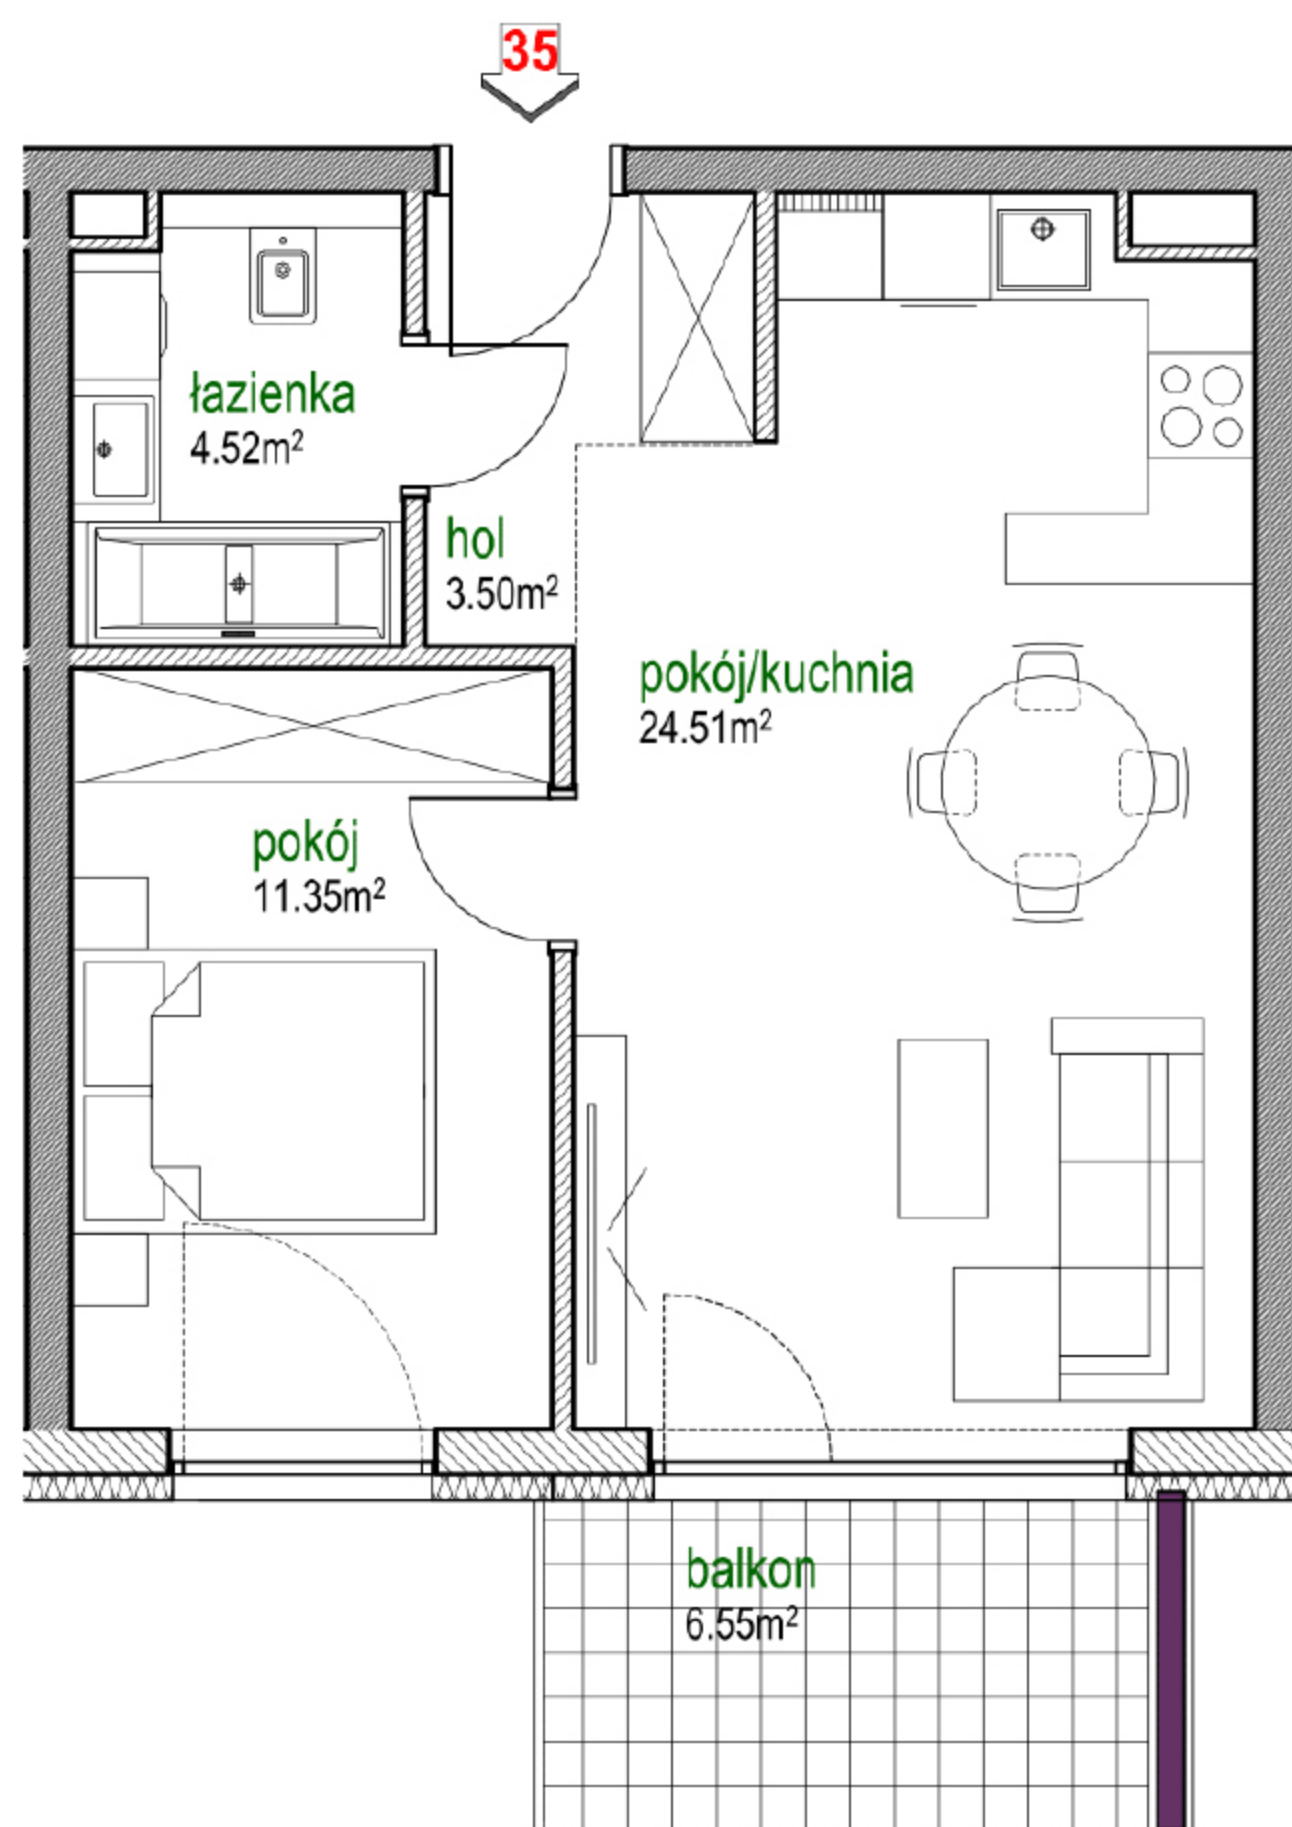 35
łazienka
4.52m²
hol
3.50m²
pokój/kuchnia
24.51m²
pokój
11.35m²
balkon
6.55m²